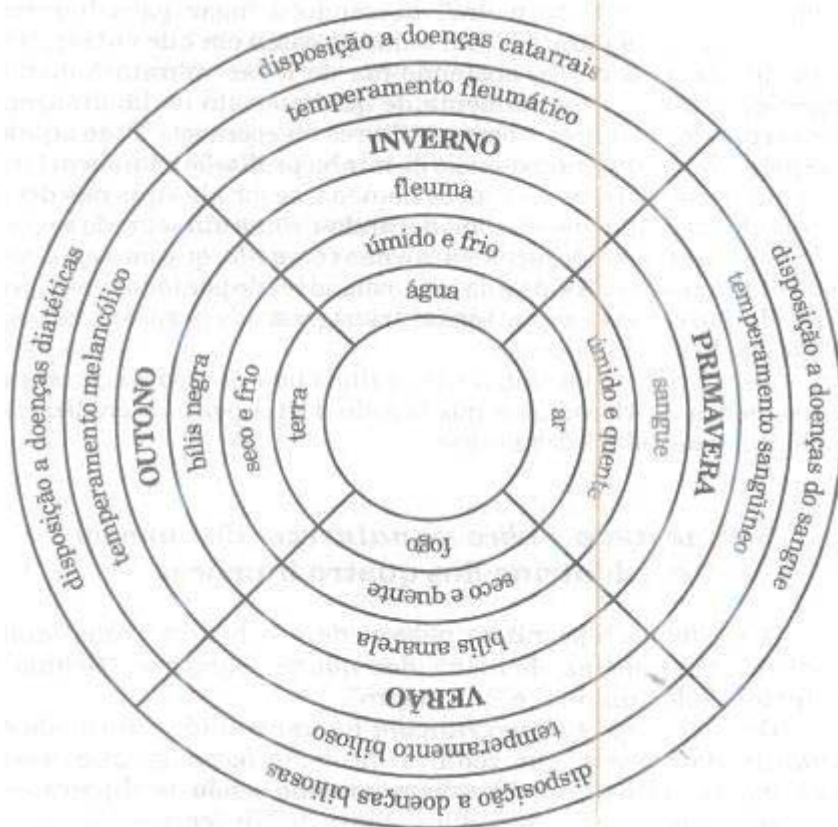 disposição a doenças catarrais
temperamento fleumático
INVERNO
fleuma
úmido e frio
água
disposição a doenças do sangue
temperamento sangüíneo
PRIMAVERA
sangue
úmido e quente
ar
fogo
seco e quente
bílis amarela
VERÃO
temperamento bilioso
disposição a doenças biliosas
disposição a doenças diatéticas
temperamento melancólico
OUTONO
bílis negra
seco e frio
terra